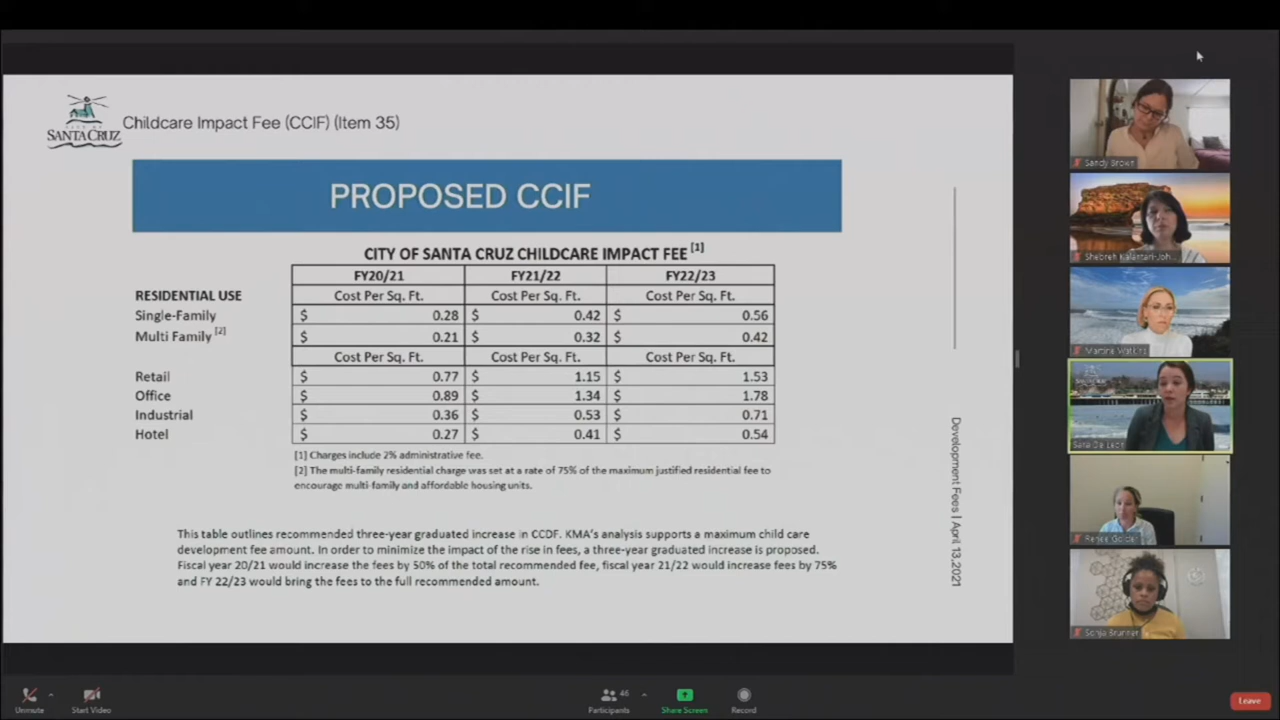 CITY OF
SANTA CRUZ
Childcare Impact Fee (CCIF) (Item 35)
PROPOSED CCIF
CITY OF SANTA CRUZ CHILDCARE IMPACT FEE [1]
FY20/21 FY21/22 FY22/23
RESIDENTIAL USE Cost Per Sq. Ft. Cost Per Sq. Ft. Cost Per Sq. Ft.
Single-Family $ 0.28 $ 0.42 $ 0.56
Multi Family [2] $ 0.21 $ 0.32 $ 0.42
Cost Per Sq. Ft. Cost Per Sq. Ft. Cost Per Sq. Ft.
Retail $ 0.77 $ 1.15 $ 1.53
Office $ 0.89 $ 1.34 $ 1.78
Industrial $ 0.36 $ 0.53 $ 0.71
Hotel $ 0.27 $ 0.41 $ 0.54
[1] Charges include 2% administrative fee.
[2] The multi-family residential charge was set at a rate of 75% of the maximum justified residential fee to
encourage multi-family and affordable housing units.
This table outlines recommended three-year graduated increase in CCDF. KMA's analysis supports a maximum child care
development fee amount. In order to minimize the impact of the rise in fees, a three-year graduated increase is proposed.
Fiscal year 20/21 would increase the fees by 50% of the total recommended fee, fiscal year 21/22 would increase fees by 75%
and FY 22/23 would bring the fees to the full recommended amount.
Development Fees | April 13, 2021
Sandy Brown
Shebreh Kalantari-Joh...
Martine Watkins
Sara De Leon
Renee Golder
Sonja Brunner
Unmute
Start Video
46
Participants
Share Screen
Record
Leave